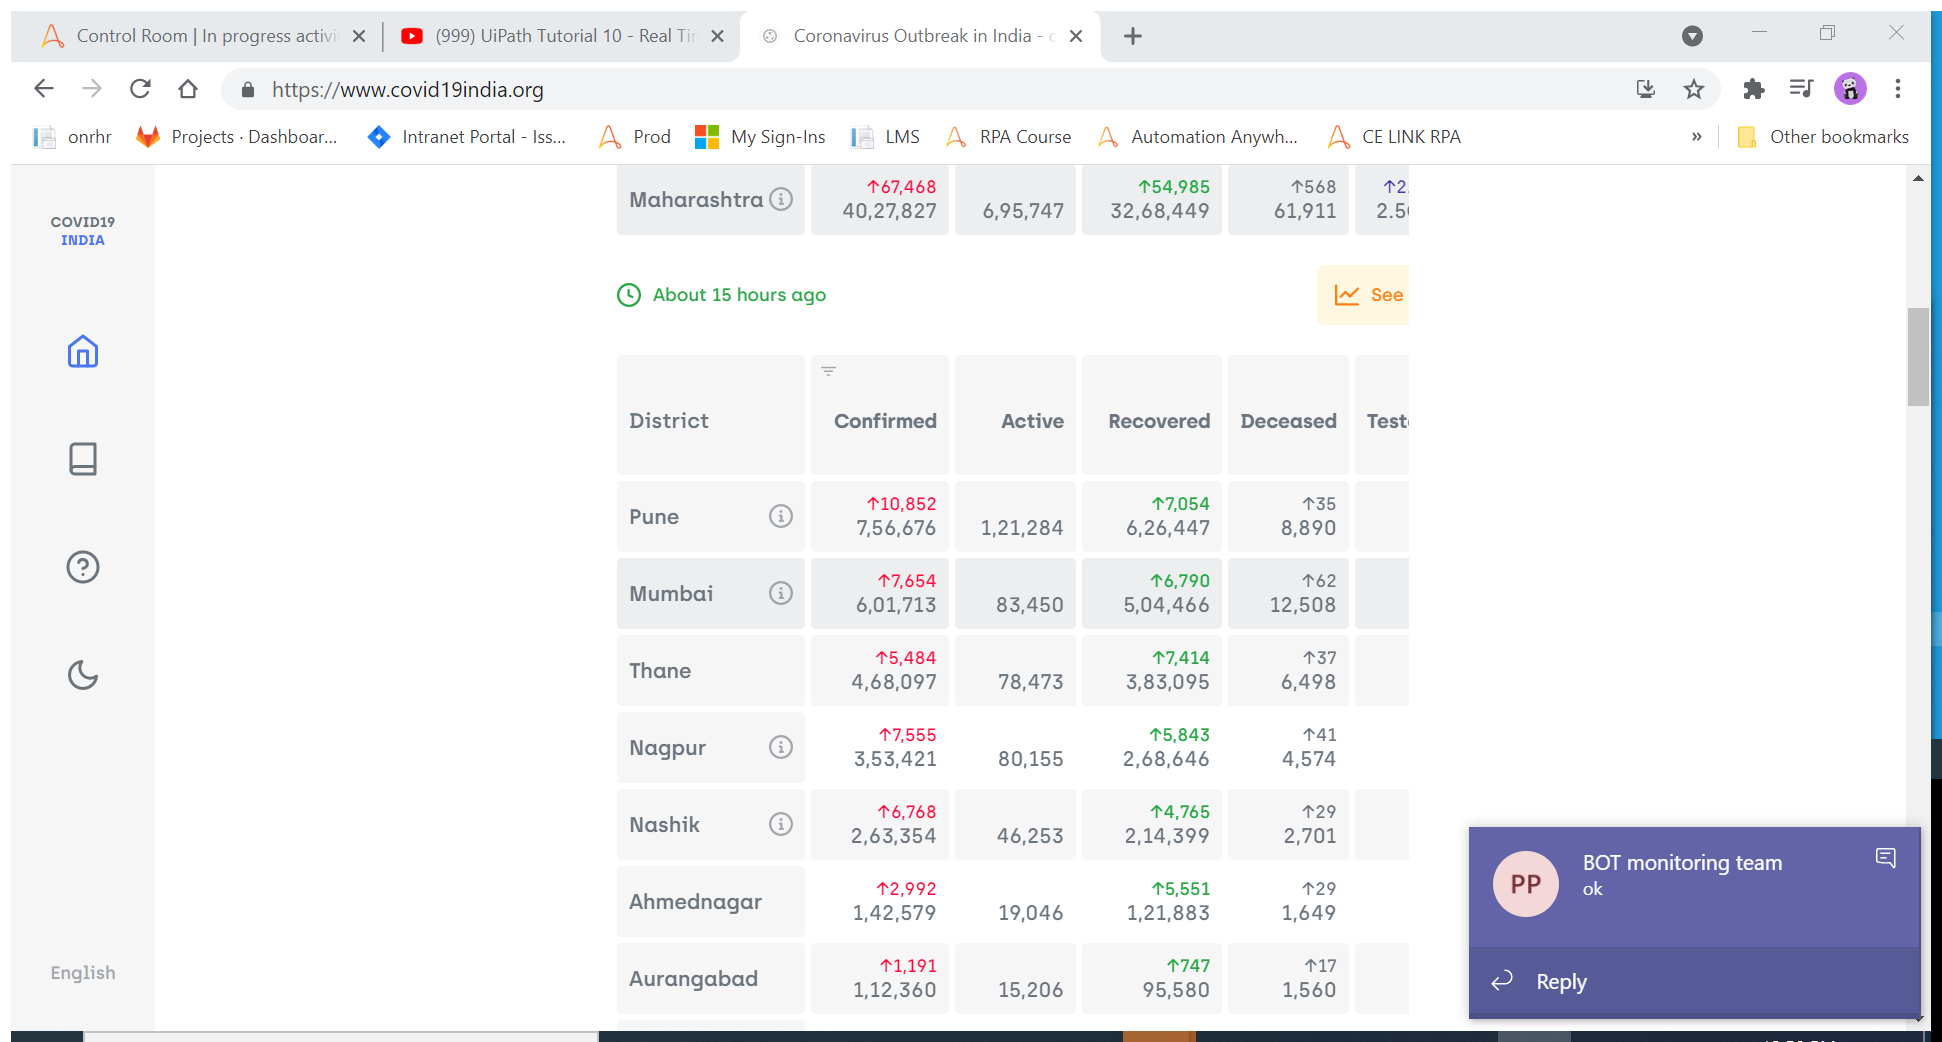 Control Room | In progress activi
(999) UiPath Tutorial 10 - Real Tir
Coronavirus Outbreak in India - c
https://www.covid19india.org
onrhr
Projects · Dashboar...
Intranet Portal - Iss...
Prod
My Sign-Ins
LMS
RPA Course
Automation Anywh...
CE LINK RPA
»
Other bookmarks
COVID19
INDIA
English
Maharashtra ↑67,468 ↑54,985 ↑568 ↑2.
40,27,827 6,95,747 32,68,449 61,911 2.5
About 15 hours ago
See
District Confirmed Active Recovered Deceased Test
Pune ↑10,852 ↑7,054 ↑35
7,56,676 1,21,284 6,26,447 8,890
Mumbai ↑7,654 ↑6,790 ↑62
6,01,713 83,450 5,04,466 12,508
Thane ↑5,484 ↑7,414 ↑37
4,68,097 78,473 3,83,095 6,498
Nagpur ↑7,555 ↑5,843 ↑41
3,53,421 80,155 2,68,646 4,574
Nashik ↑6,768 ↑4,765 ↑29
2,63,354 46,253 2,14,399 2,701
Ahmednagar ↑2,992 ↑5,551 ↑29
1,42,579 19,046 1,21,883 1,649
Aurangabad ↑1,191 ↑747 ↑17
1,12,360 15,206 95,580 1,560
PP
BOT monitoring team
ok
Reply